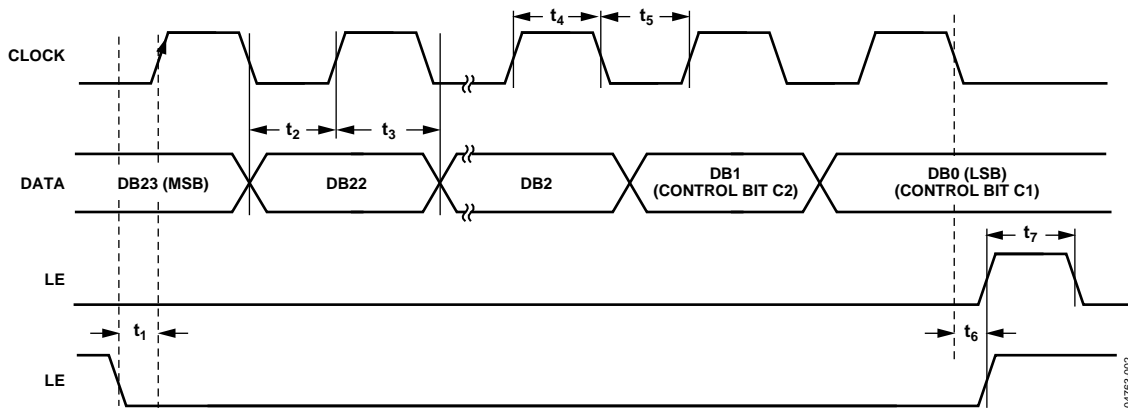 t4
t5
CLOCK
t2
t3
DATA
DB23 (MSB)
DB22
DB2
DB1
(CONTROL BIT C2)
DB0 (LSB)
(CONTROL BIT C1)
t7
LE
t1
t6
LE
04763-002